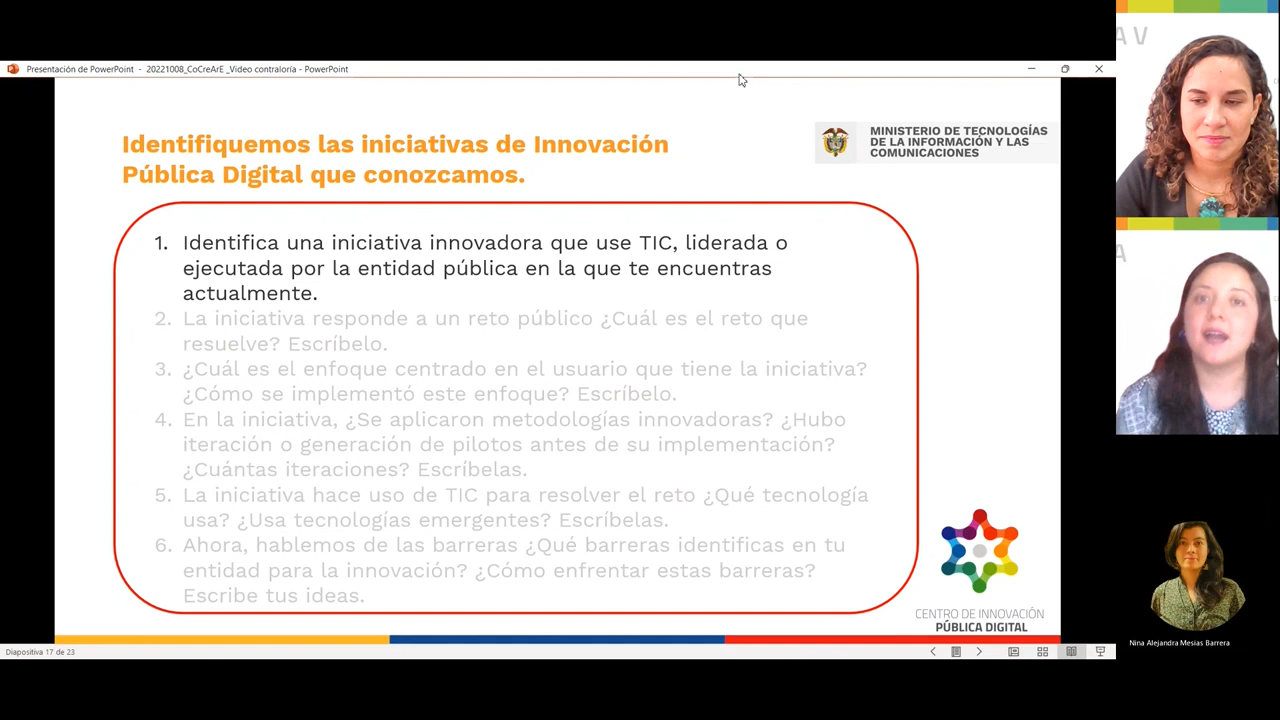 Presentación de PowerPoint - 20221008_CoCreArE _Video contraloría - PowerPoint
Identifiquemos las iniciativas de Innovación
Pública Digital que conozcamos.
MINISTERIO DE TECNOLOGÍAS
DE LA INFORMACIÓN Y LAS
COMUNICACIONES
1. Identifica una iniciativa innovadora que use TIC, liderada o
ejecutada por la entidad pública en la que te encuentras
actualmente.
2. La iniciativa responde a un reto público ¿Cuál es el reto que
resuelve? Escríbelo.
3. ¿Cuál es el enfoque centrado en el usuario que tiene la iniciativa?
¿Cómo se implementó este enfoque? Escríbelo.
4. En la iniciativa, ¿Se aplicaron metodologías innovadoras? ¿Hubo
iteración o generación de pilotos antes de su implementación?
¿Cuántas iteraciones? Escríbelas.
5. La iniciativa hace uso de TIC para resolver el reto ¿Qué tecnología
usa? ¿Usa tecnologías emergentes? Escríbelas.
6. Ahora, hablemos de las barreras ¿Qué barreras identificas en tu
entidad para la innovación? ¿Cómo enfrentar estas barreras?
Escribe tus ideas.
CENTRO DE INNOVACIÓN
PÚBLICA DIGITAL
Diapositiva 17 de 23
A V
A
Nina Alejandra Mesias Barrera